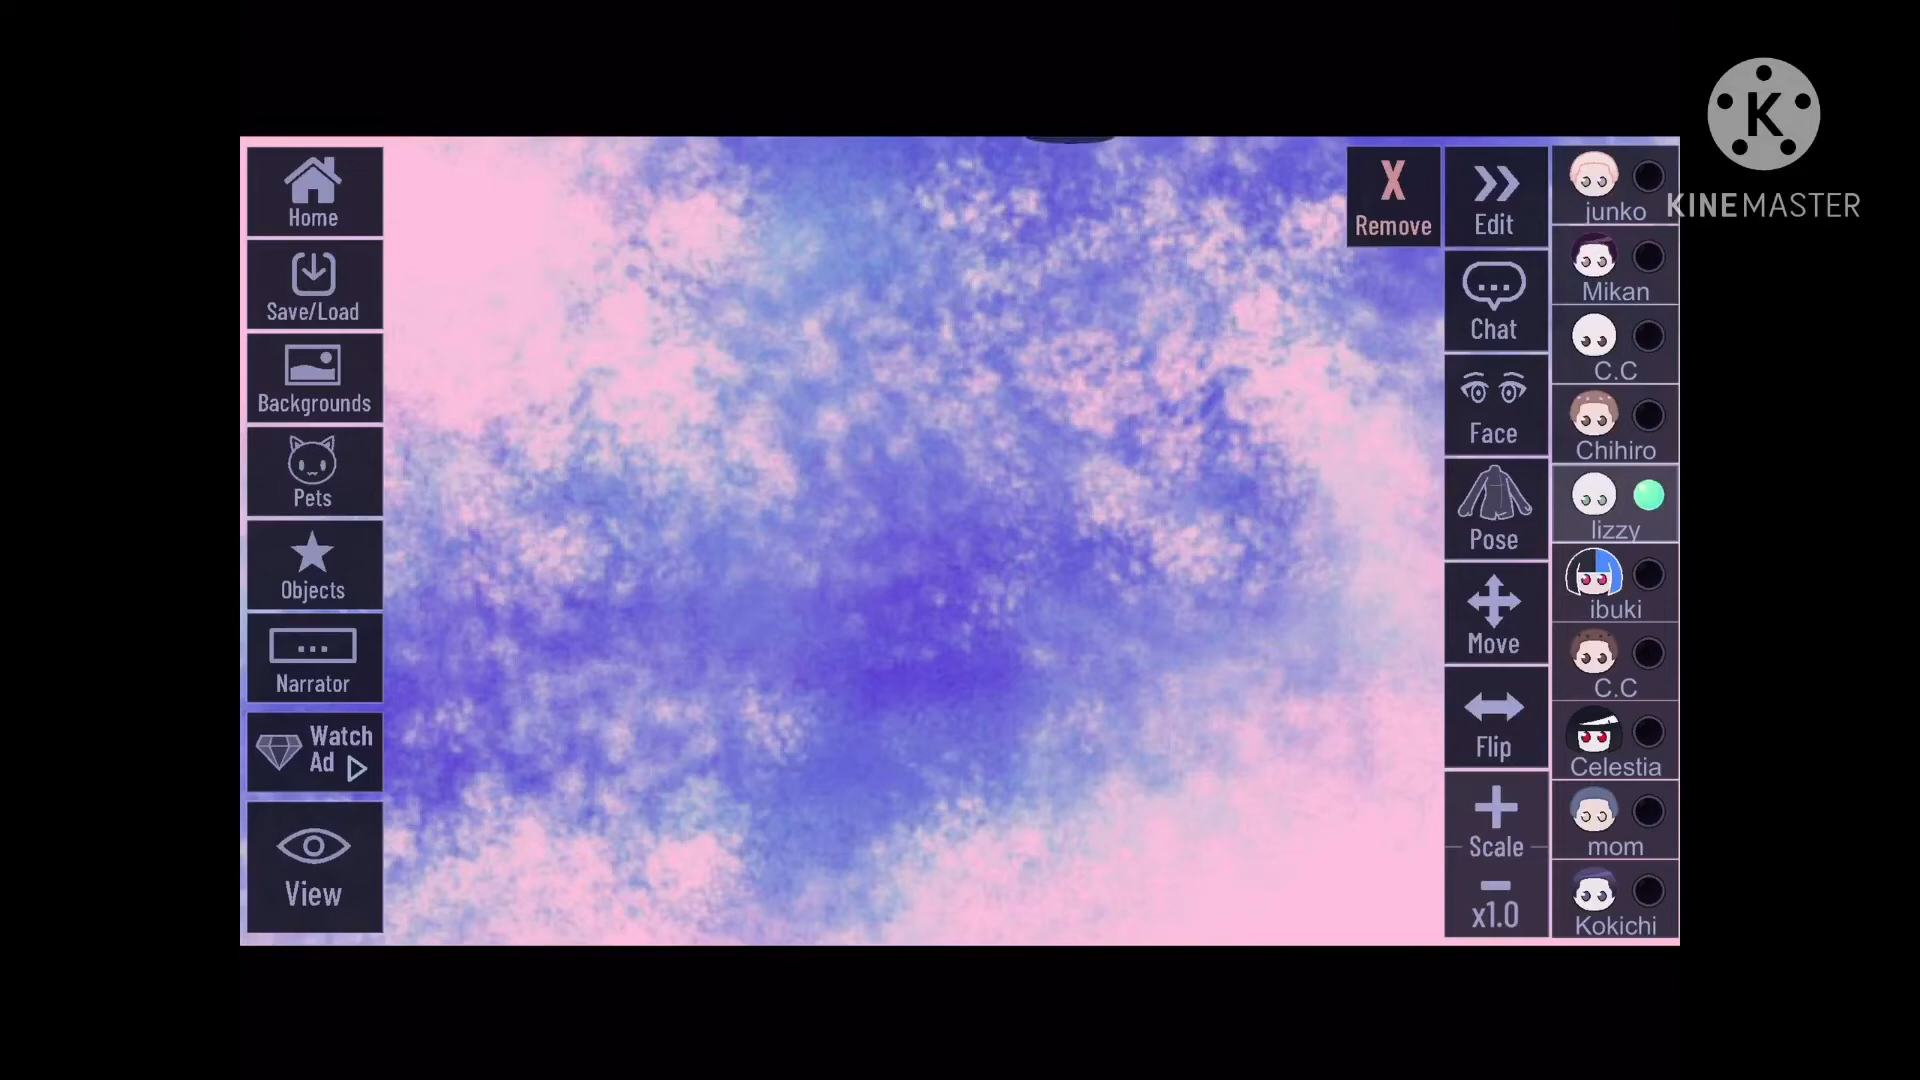 Home
Save/Load
Backgrounds
Pets
Objects
Narrator
Watch
Ad
View
X
Remove
Edit
Chat
Face
Pose
Move
Flip
Scale
x1.0
junko
Mikan
C.C
Chihiro
lizzy
ibuki
C.C
Celestia
mom
Kokichi
K
KINEMASTER